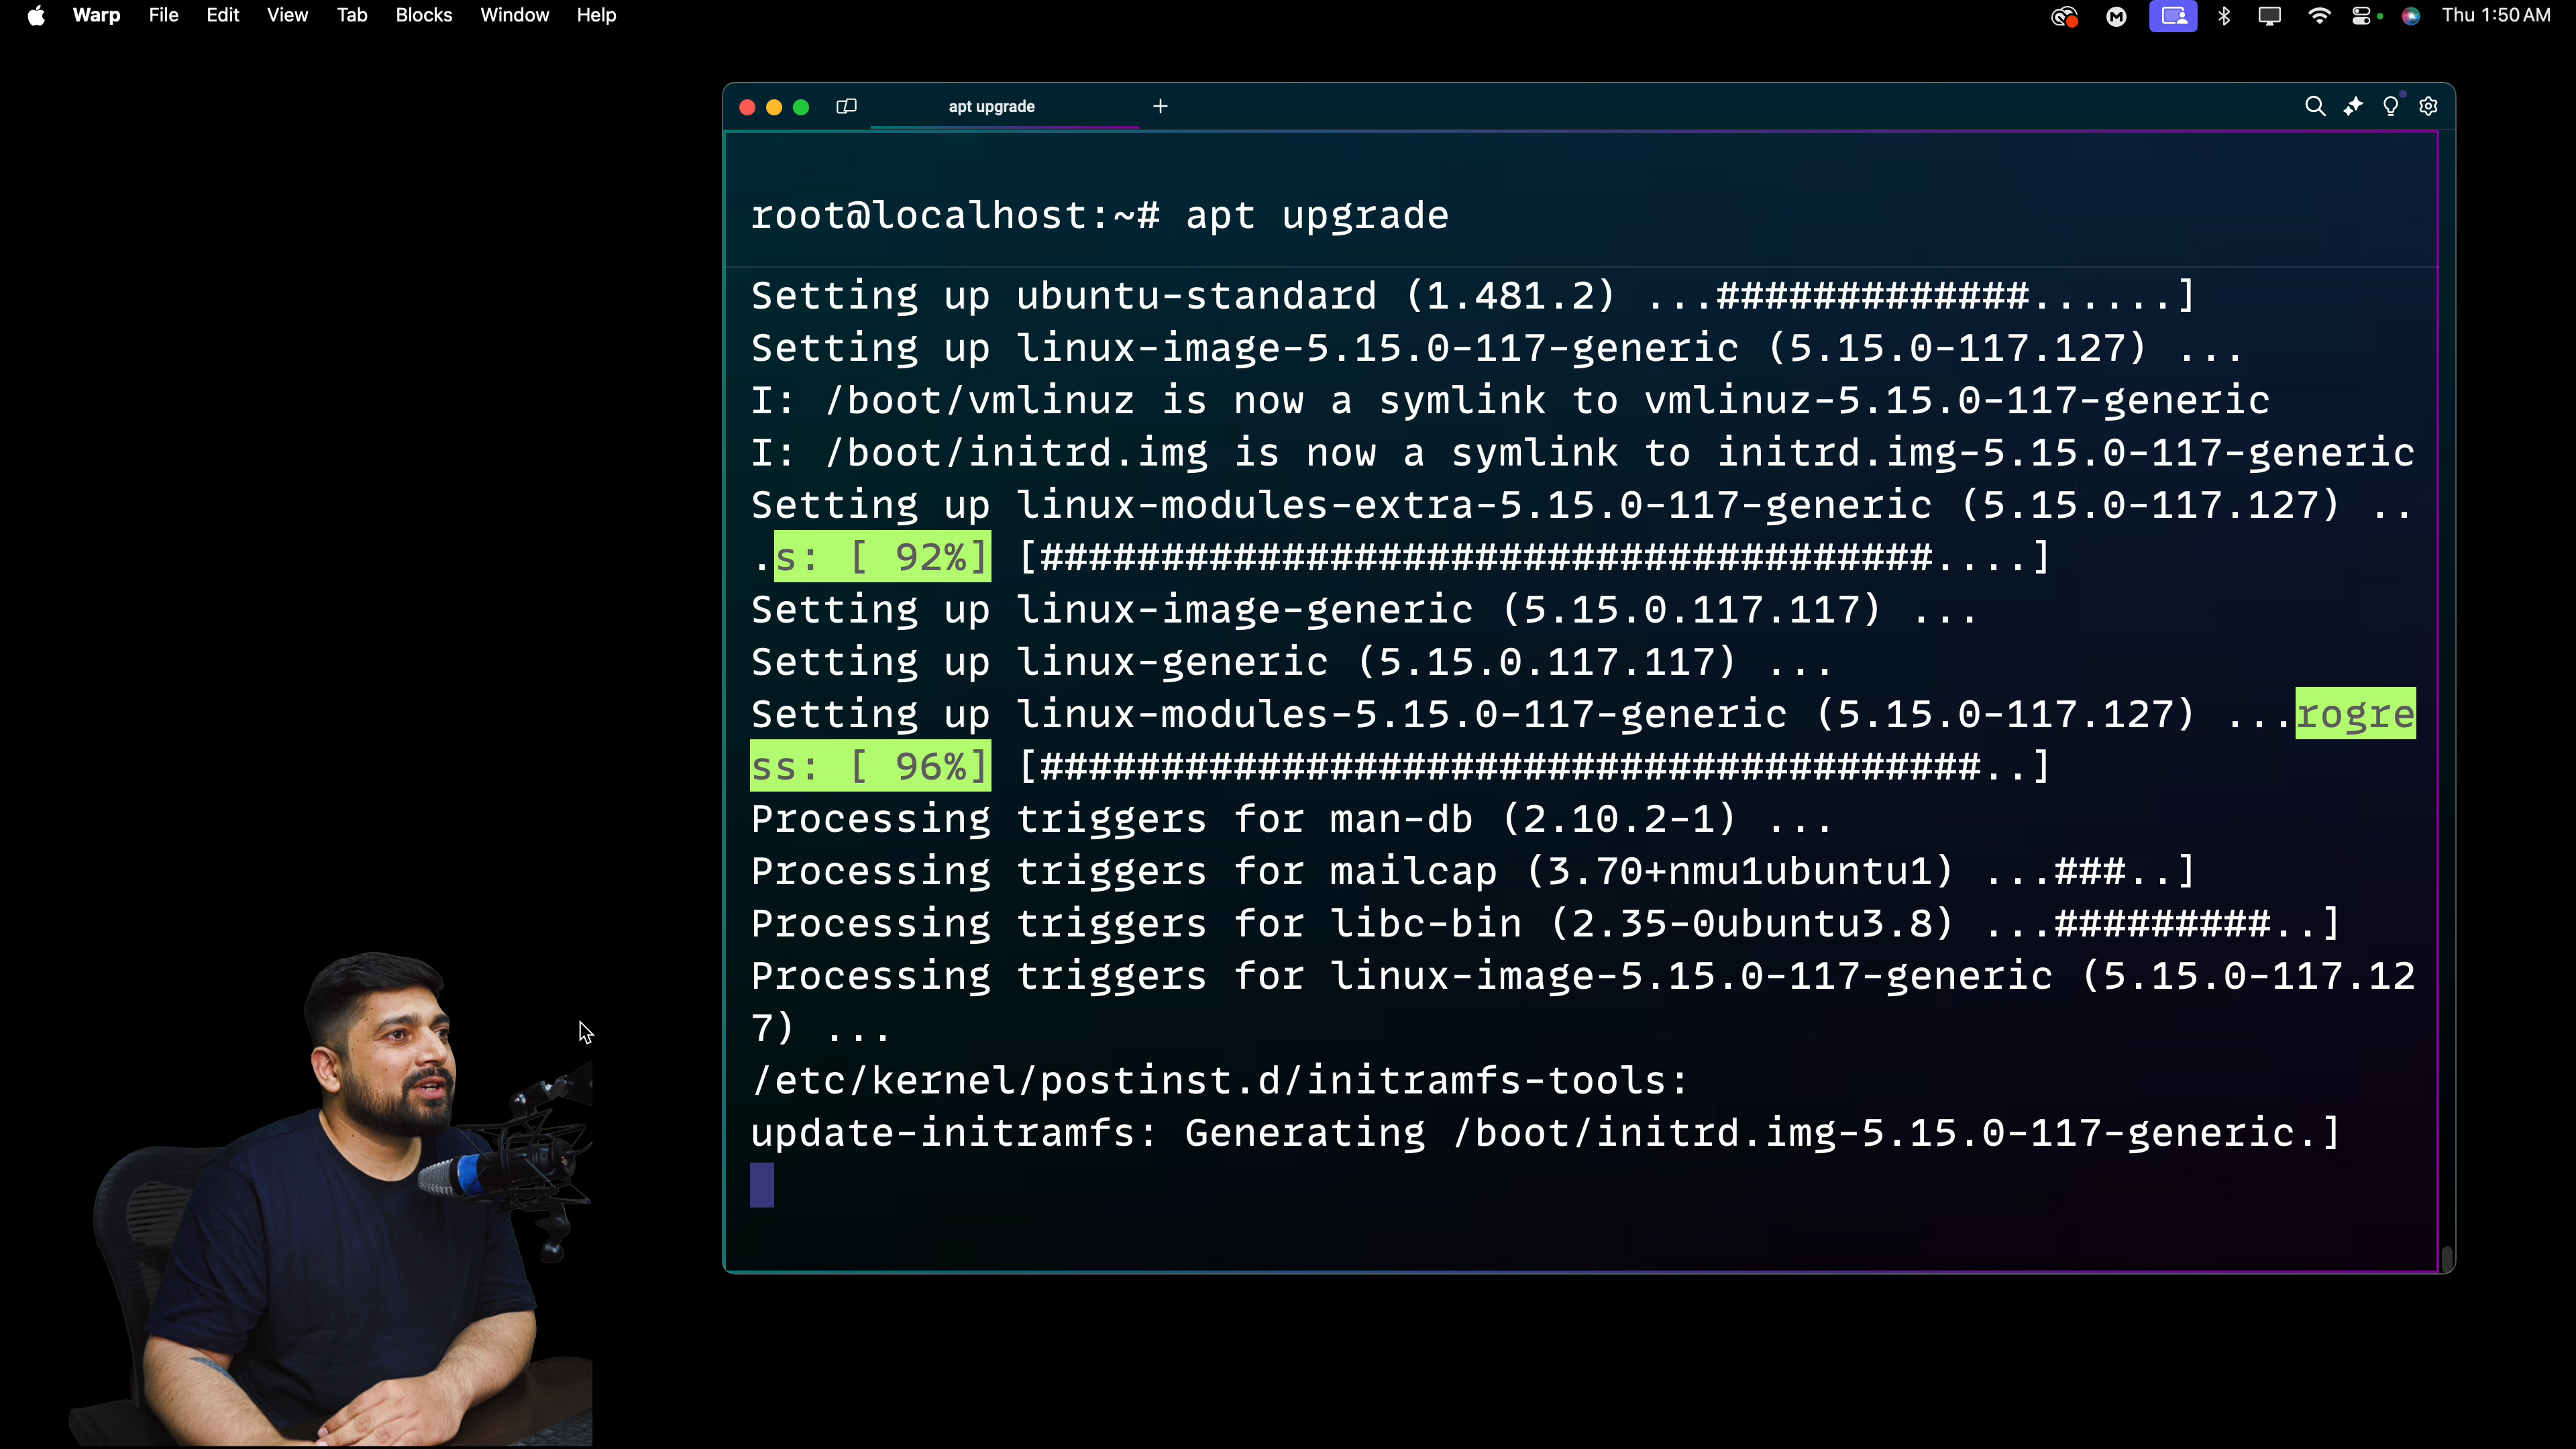 Warp File Edit View Tab Blocks Window Help Thu 1:50 AM
apt upgrade
root@localhost:~# apt upgrade
Setting up ubuntu-standard (1.481.2) ...#############......]
Setting up linux-image-5.15.0-117-generic (5.15.0-117.127) ...
I: /boot/vmlinuz is now a symlink to vmlinuz-5.15.0-117-generic
I: /boot/initrd.img is now a symlink to initrd.img-5.15.0-117-generic
Setting up linux-modules-extra-5.15.0-117-generic (5.15.0-117.127) ..
.s: [ 92%] [#####################################....]
Setting up linux-image-generic (5.15.0.117.117) ...
Setting up linux-generic (5.15.0.117.117) ...
Setting up linux-modules-5.15.0-117-generic (5.15.0-117.127) ...rogre
ss: [ 96%] [#######################################..]
Processing triggers for man-db (2.10.2-1) ...
Processing triggers for mailcap (3.70+nmu1ubuntu1) ...###..]
Processing triggers for libc-bin (2.35-0ubuntu3.8) ...#########..]
Processing triggers for linux-image-5.15.0-117-generic (5.15.0-117.12
7) ...
/etc/kernel/postinst.d/initramfs-tools:
update-initramfs: Generating /boot/initrd.img-5.15.0-117-generic.]